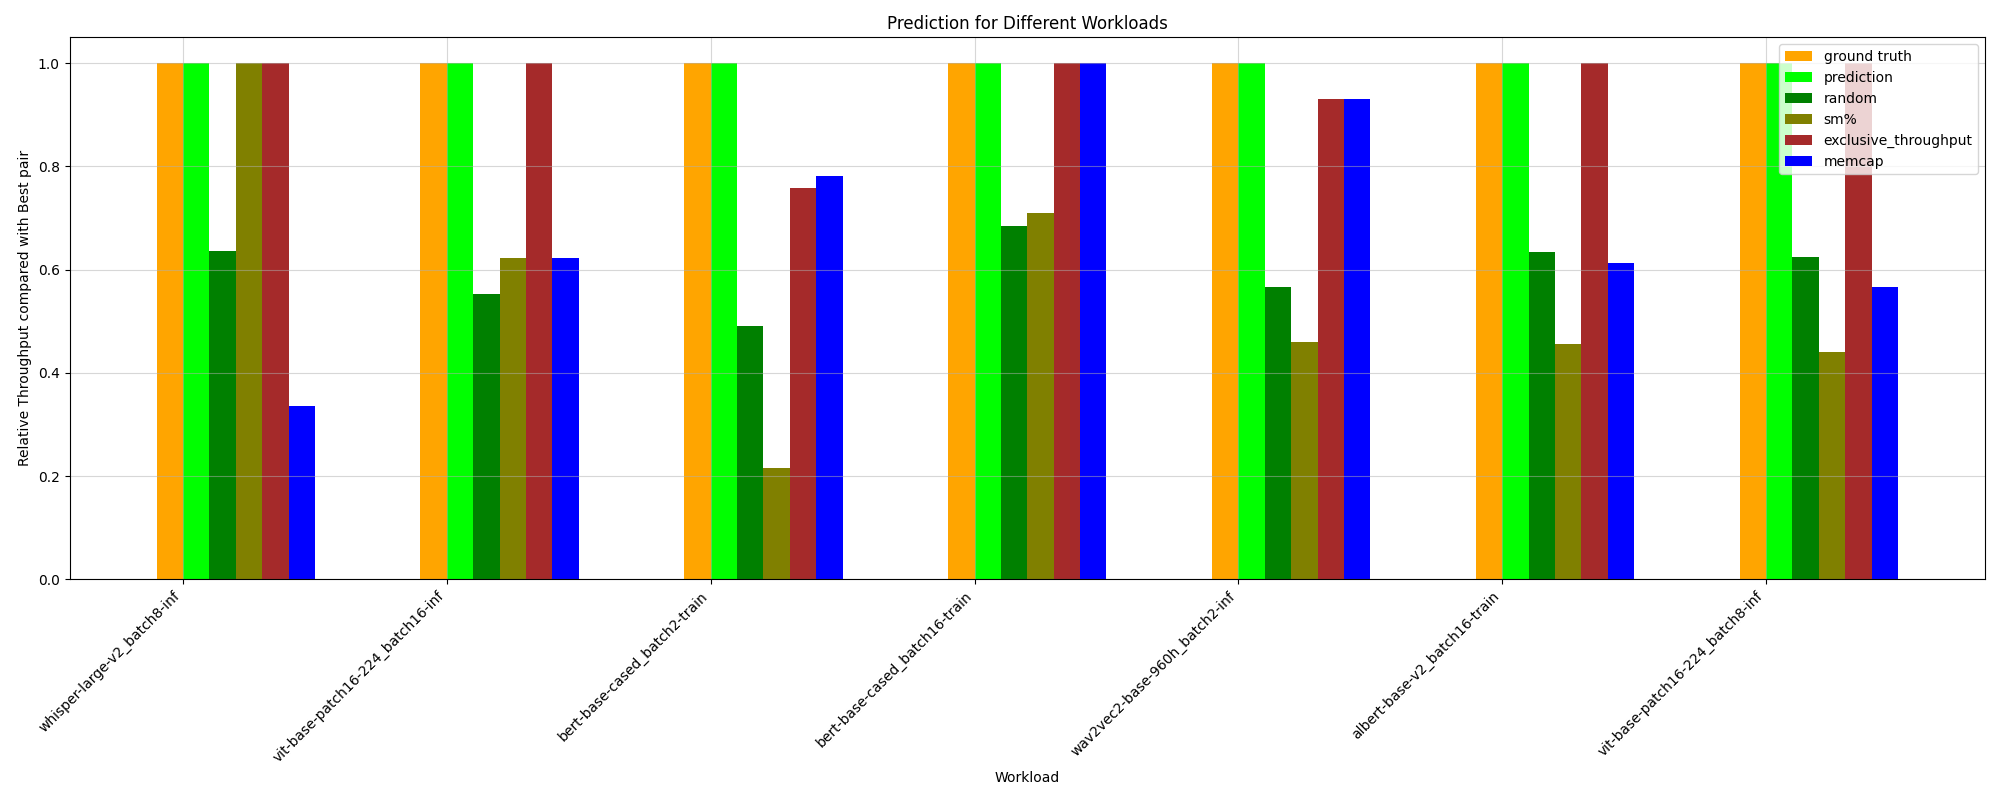 Prediction for Different Workloads
Relative Throughput compared with Best pair
1.0
0.8
0.6
0.4
0.2
0.0
ground truth
prediction
random
sm%
exclusive_throughput
memcap
whisper-large-v2_batch8-inf
vit-base-patch16-224_batch16-inf
bert-base-cased_batch2-train
bert-base-cased_batch16-train
wav2vec2-base-960h_batch2-inf
albert-base-v2_batch16-train
vit-base-patch16-224_batch8-inf
Workload